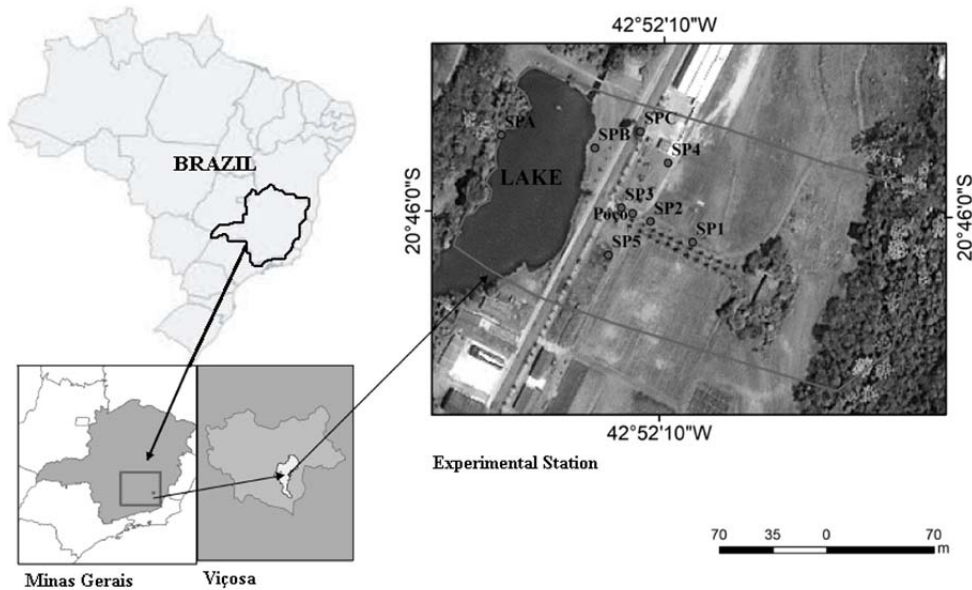 BRAZIL
42°52'10"W
20°46'0"S
SPA
SPB
SPC
SP4
LAKE
SP3
Poço
SP2
SP1
SP5
20°46'0"S
42°52'10"W
Experimental Station
70 35 0 70
m
Minas Gerais
Viçosa